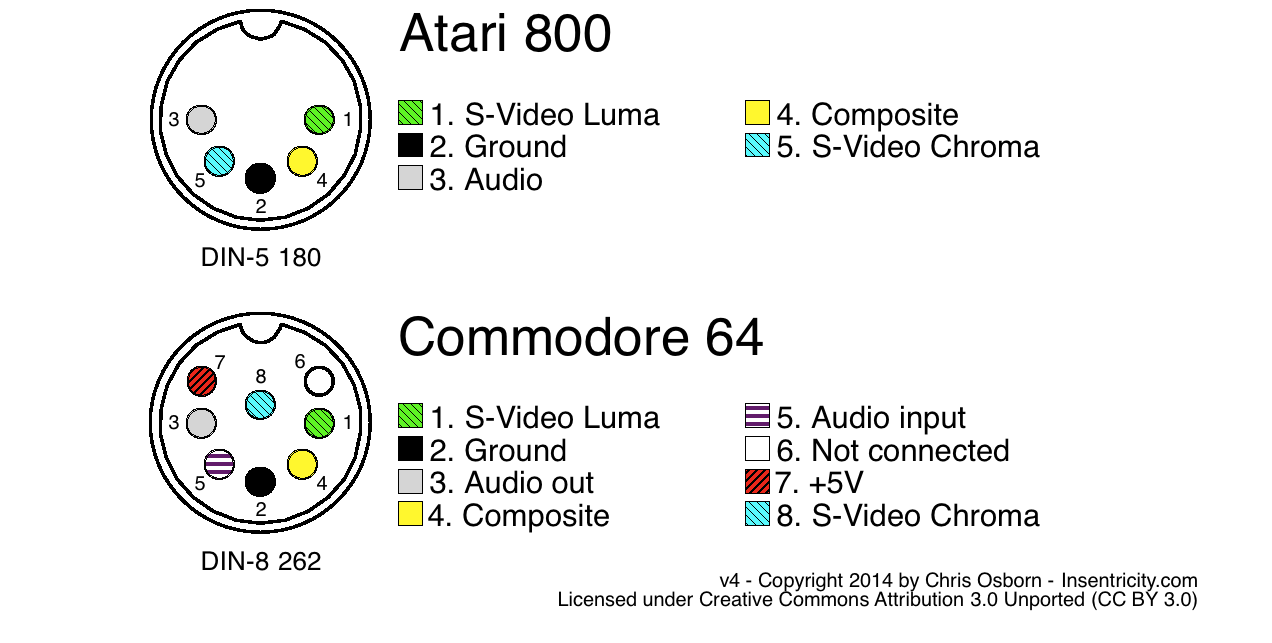 Atari 800
3 1
5 4
2
DIN-5 180
1. S-Video Luma
2. Ground
3. Audio
4. Composite
5. S-Video Chroma
Commodore 64
7 6
8
3 1
5 4
2
DIN-8 262
1. S-Video Luma
2. Ground
3. Audio out
4. Composite
5. Audio input
6. Not connected
7. +5V
8. S-Video Chroma
v4 - Copyright 2014 by Chris Osborn - Insentricity.com
Licensed under Creative Commons Attribution 3.0 Unported (CC BY 3.0)